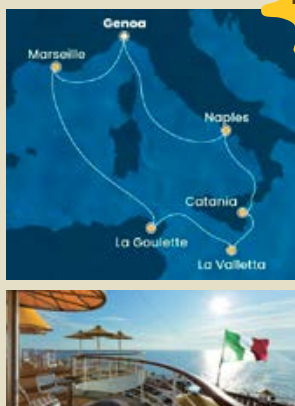 Genoa
Marseille
Naples
Catania
La Goulette
La Valletta